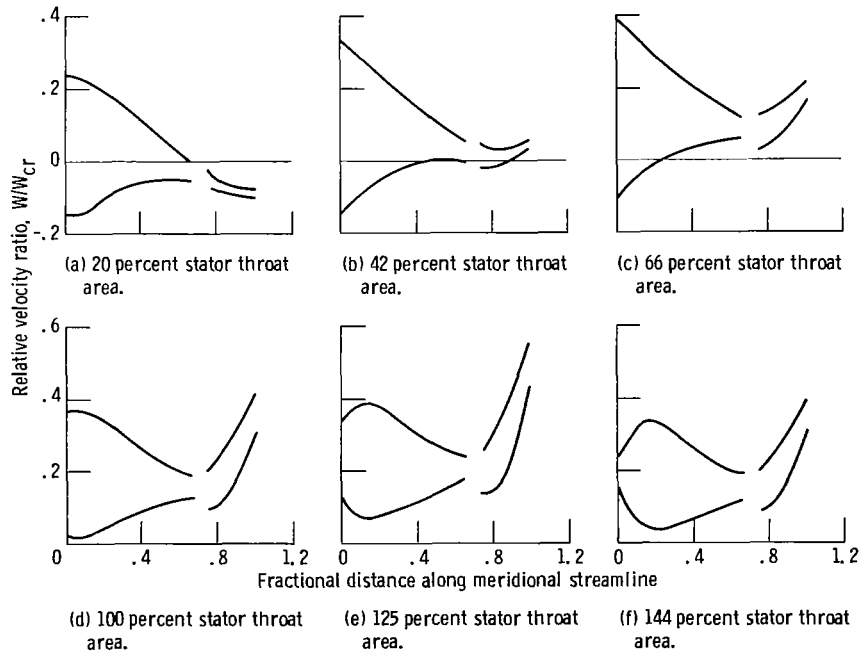 .4
.2
0
-.2
(a) 20 percent stator throat
area.
(b) 42 percent stator throat
area.
(c) 66 percent stator throat
area.
Relative velocity ratio, W/Wcr
.6
.4
.2
0 .4 .8 1.2
0 .4 .8 1.2
0 .4 .8 1.2
Fractional distance along meridional streamline
(d) 100 percent stator throat
area.
(e) 125 percent stator throat
area.
(f) 144 percent stator throat
area.